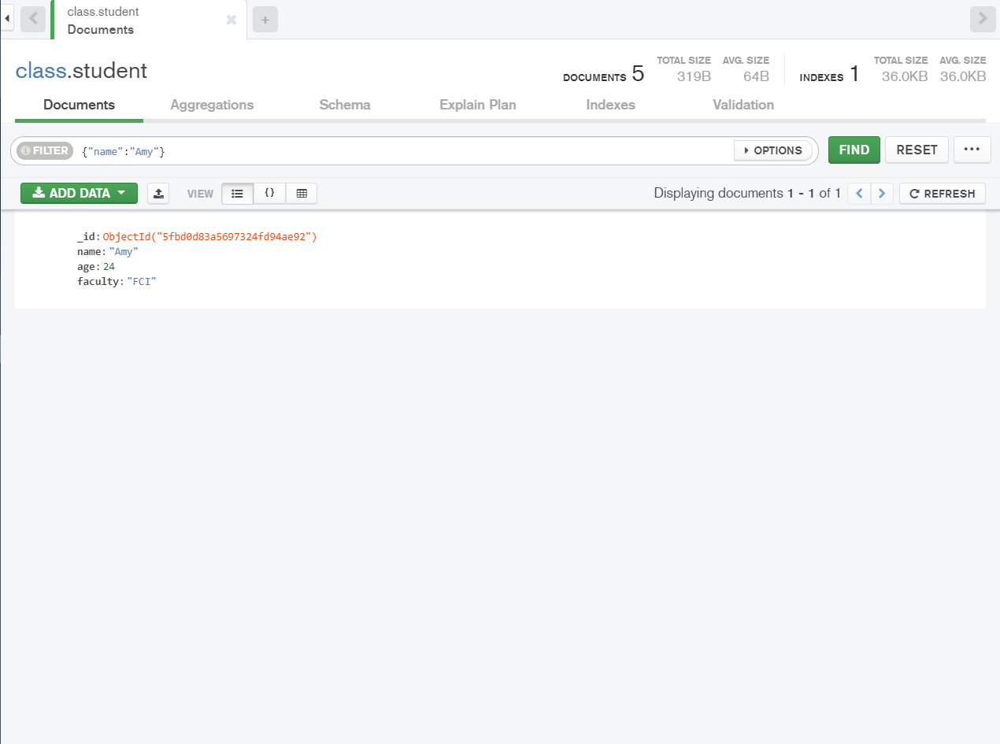 class.student
Documents
class.student
DOCUMENTS 5
TOTAL SIZE
319B
AVG. SIZE
64B
INDEXES 1
TOTAL SIZE
36.0KB
AVG. SIZE
36.0KB
Documents
Aggregations
Schema
Explain Plan
Indexes
Validation
FILTER
{"name":"Amy"}
OPTIONS
FIND
RESET
ADD DATA
VIEW
{}
Displaying documents 1 - 1 of 1
REFRESH
_id: ObjectId("5fbd0d83a5697324fd94ae92")
name: "Amy"
age: 24
faculty: "FCI"